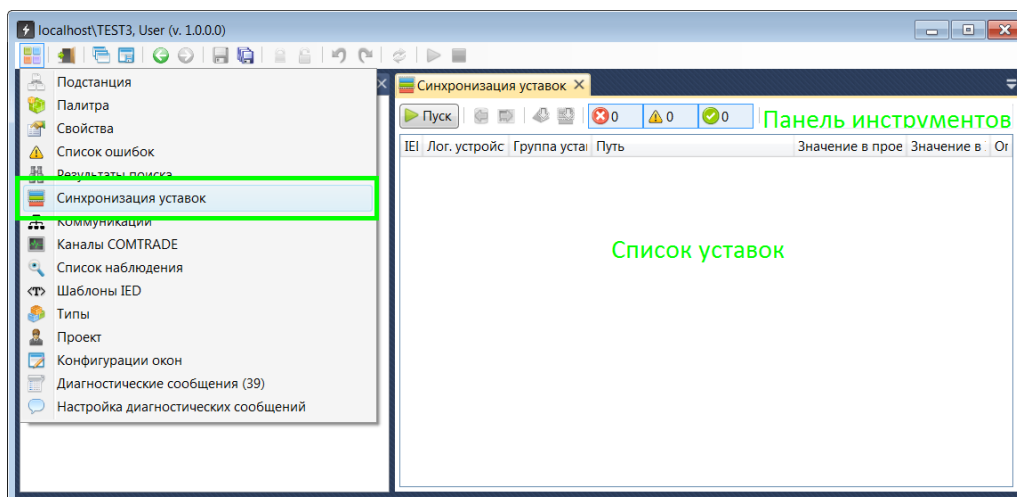 localhost\TEST3, User (v. 1.0.0.0)
Подстанция
Палитра
Свойства
Список ошибок
Результаты поиска
Синхронизация уставок
Коммуникации
Каналы COMTRADE
Список наблюдения
<T> Шаблоны IED
Типы
Проект
Конфигурации окон
Диагностические сообщения (39)
Настройка диагностических сообщений
Синхронизация уставок
Пуск 0 0 0 Панель инструментов
IEI Лог. устройс Группа уста Путь Значение в прое Значение в Ог
Список уставок